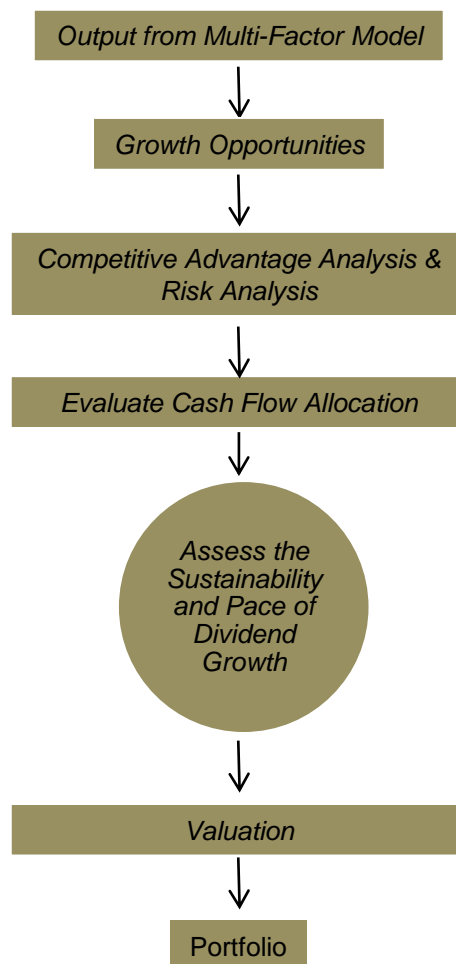 Output from Multi-Factor Model
Growth Opportunities
Competitive Advantage Analysis &
Risk Analysis
Evaluate Cash Flow Allocation
Assess the
Sustainability
and Pace of
Dividend
Growth
Valuation
Portfolio